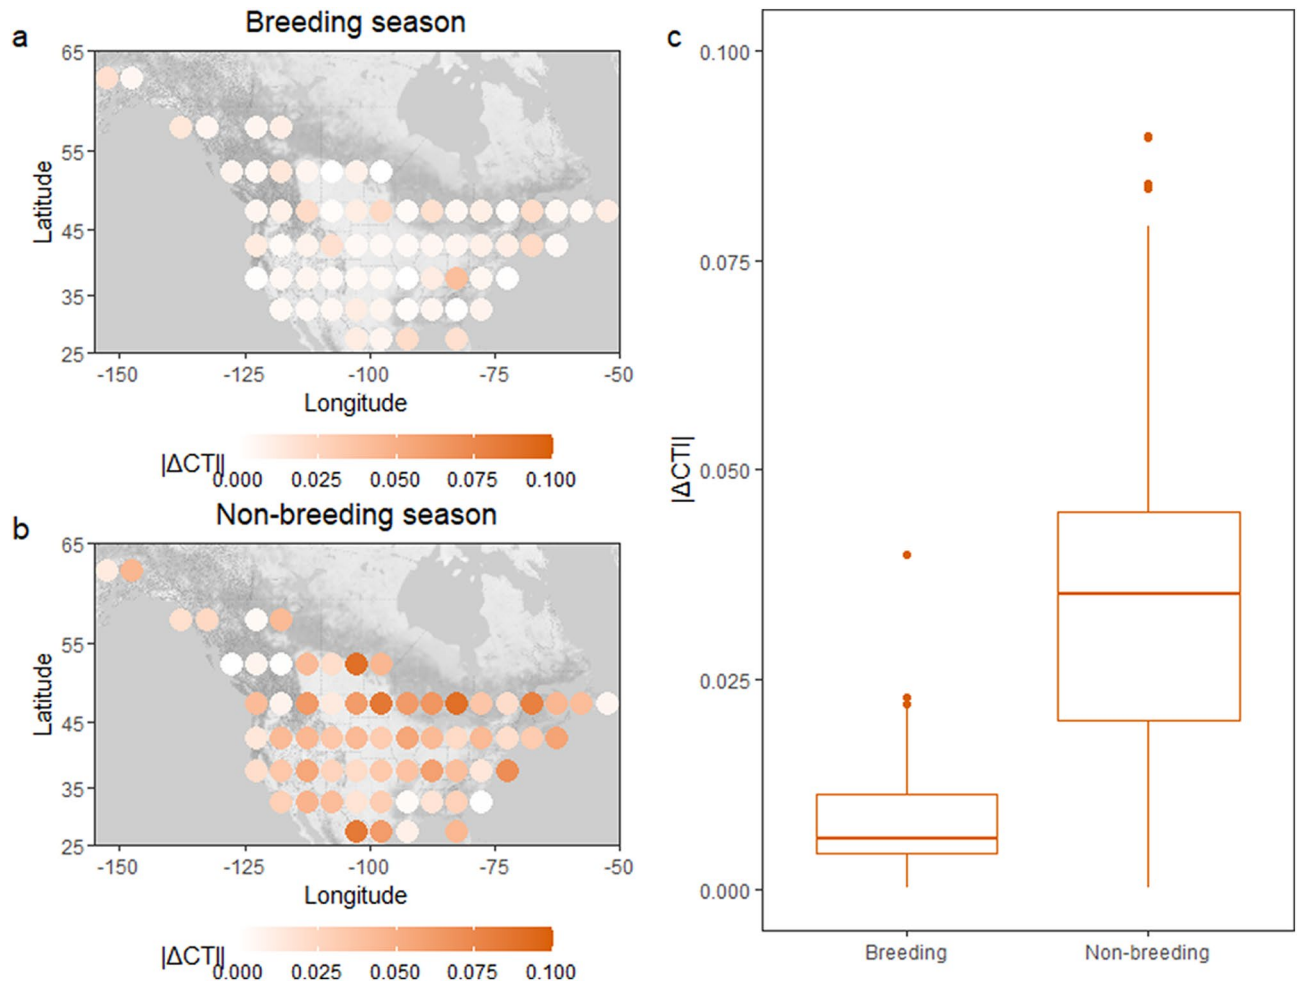 a
Breeding season
65
55
45
35
25
Latitude
-150 -125 -100 -75 -50
Longitude
|ΔCTI|
0.000 0.025 0.050 0.075 0.100
b
Non-breeding season
65
55
45
35
25
Latitude
-150 -125 -100 -75 -50
Longitude
|ΔCTI|
0.000 0.025 0.050 0.075 0.100
c
0.100
0.075
0.050
0.025
0.000
|ΔCTI|
Breeding Non-breeding